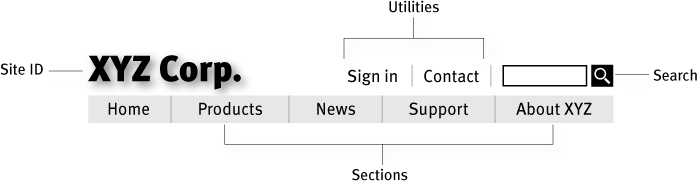 Utilities
Site ID
XYZ Corp.
Sign in
Contact
Search
Home
Products
News
Support
About XYZ
Sections